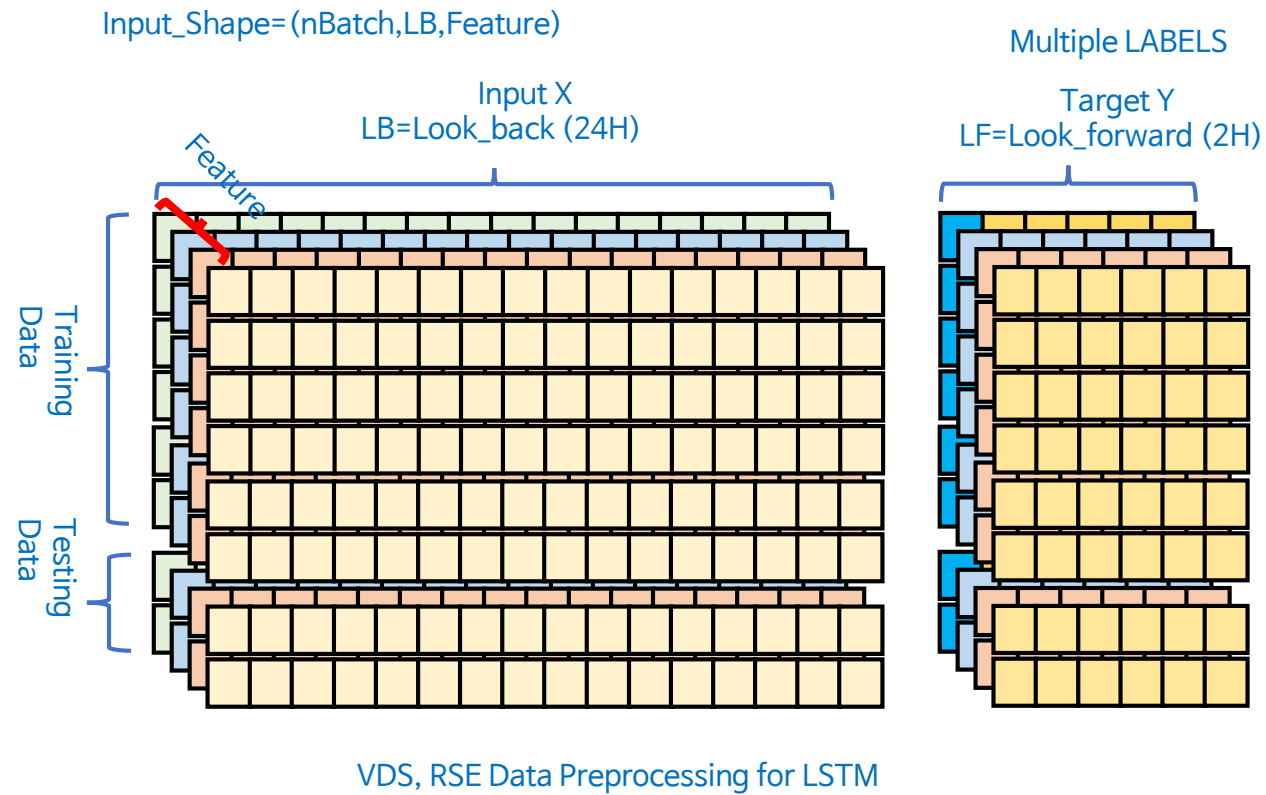 Input_Shape=(nBatch,LB,Feature)
Multiple LABELS
Input X
LB=Look_back (24H)
Target Y
LF=Look_forward (2H)
Feature
Training
Data
Testing
Data
VDS, RSE Data Preprocessing for LSTM